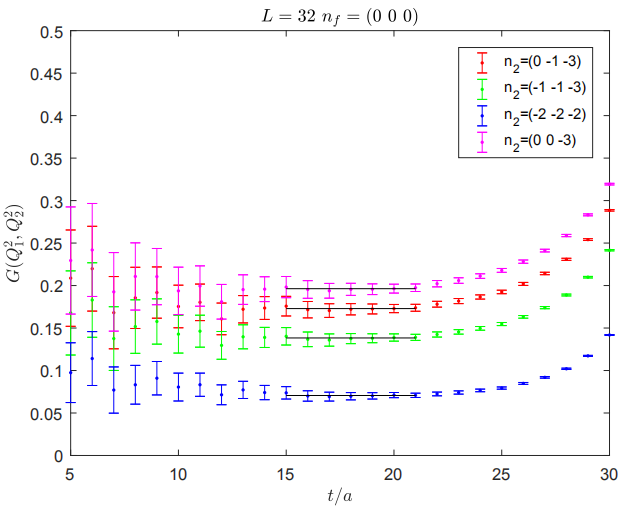 L = 32 n_f = (0 0 0)
0.5
0.45
0.4
0.35
0.3
0.25
0.2
0.15
0.1
0.05
0
G(Q_1^2, Q_2^2)
n_2=(0 -1 -3)
n_2=(-1 -1 -3)
n_2=(-2 -2 -2)
n_2=(0 0 -3)
5 10 15 20 25 30
t/a